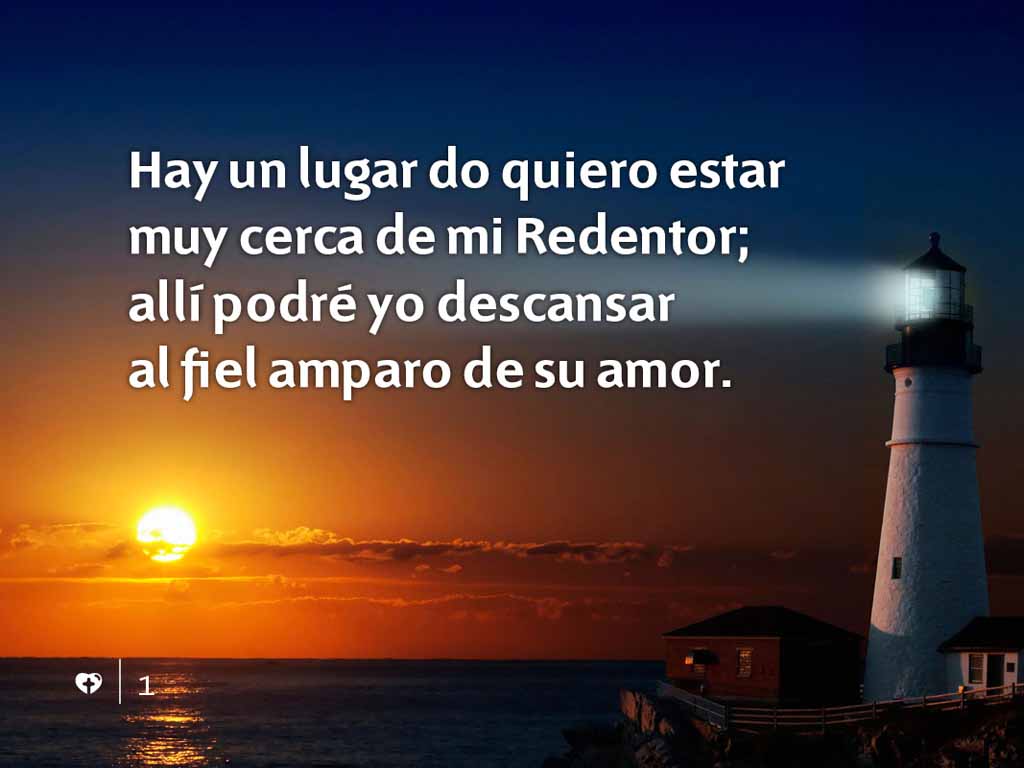 Hay un lugar do quiero estar
muy cerca de mi Redentor;
allí podré yo descansar
al fiel amparo de su amor.
1